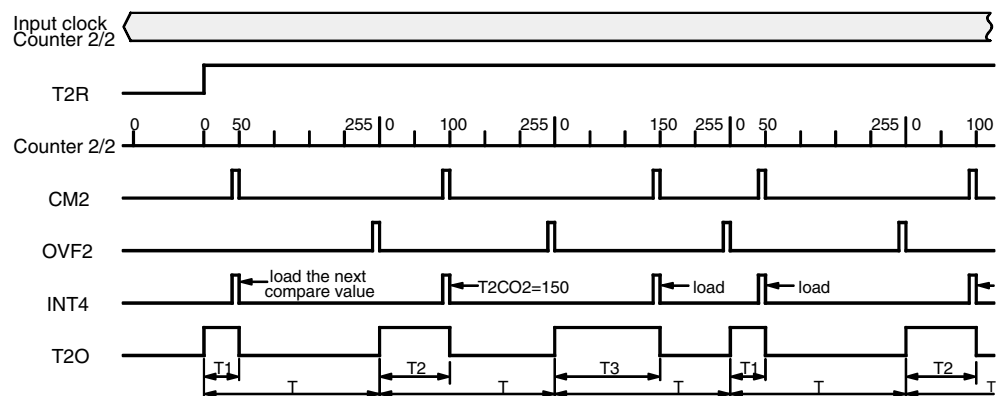 Input clock
Counter 2/2
T2R
0 0 50 255 0 100 255 0 150 255 0 50 255 0 100
Counter 2/2
CM2
OVF2
load the next
compare value
T2CO2=150
load
load
INT4
T2O
T1 T2 T3 T1 T2
T T T T T